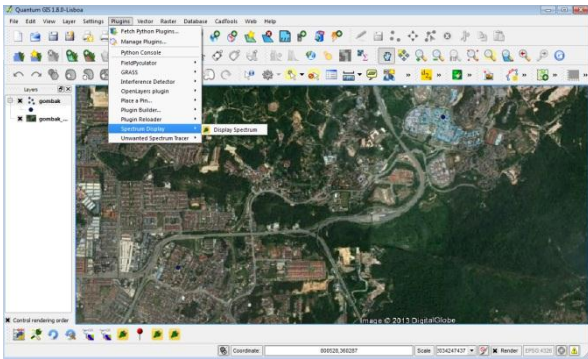 Quantum GIS 1.8.0-Lisboa
File Edit View Layer Settings Plugins Vector Raster Database CadTools Web Help
Fetch Python Plugins...
Manage Plugins...
Python Console
FieldPyculator
GRASS
Interference Detector
OpenLayers plugin
Place a Pin...
Plugin Builder...
Plugin Reloader
Spectrum Display
Display Spectrum
Unwanted Spectrum Tracer
Layers
gombak
gombak_...
Image © 2013 DigitalGlobe
Control rendering order
Coordinate:
Scale
Render
EPSG:4328